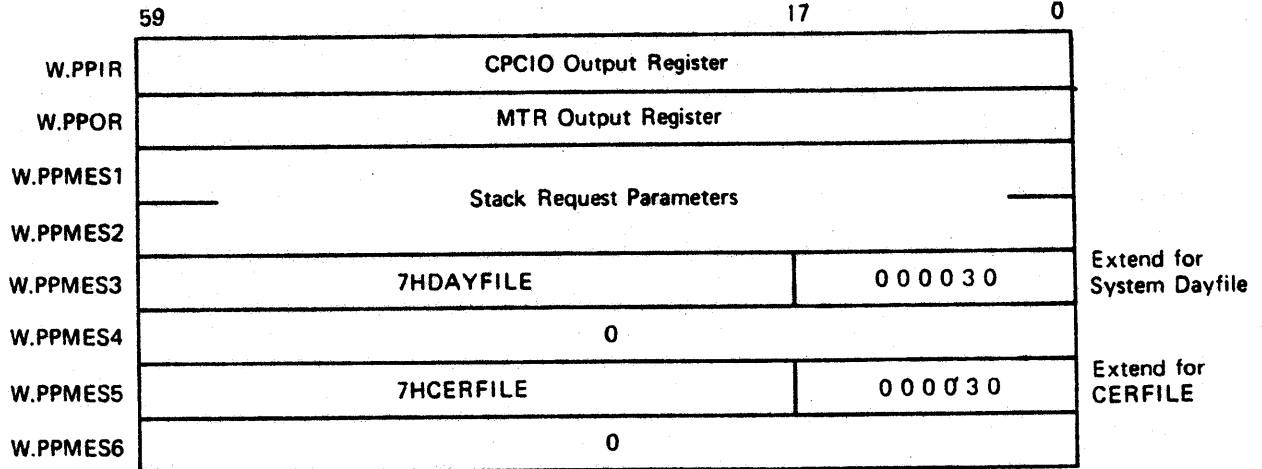 59 17 0
W.PPIR CPCIO Output Register
W.PPOR MTR Output Register
W.PPMES1
Stack Request Parameters
W.PPMES2
W.PPMES3 7HDAYFILE 000030 Extend for
System Dayfile
W.PPMES4 0
W.PPMES5 7HCERFILE 000030 Extend for
CERFILE
W.PPMES6 0